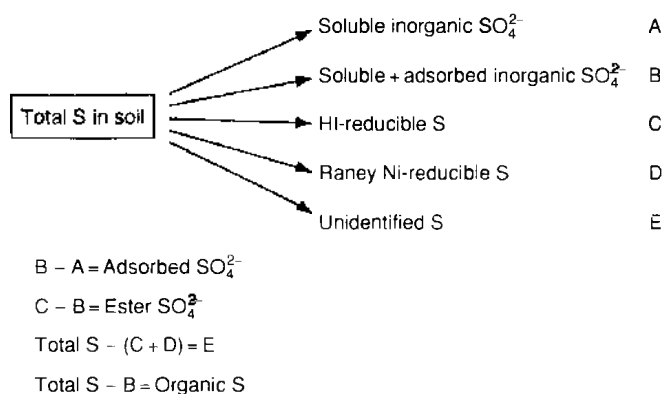 Soluble inorganic SO₄²⁻ A
Soluble + adsorbed inorganic SO₄²⁻ B
Total S in soil
HI-reducible S C
Raney Ni-reducible S D
Unidentified S E
B – A = Adsorbed SO₄²⁻
C – B = Ester SO₄²⁻
Total S – (C + D) = E
Total S – B = Organic S